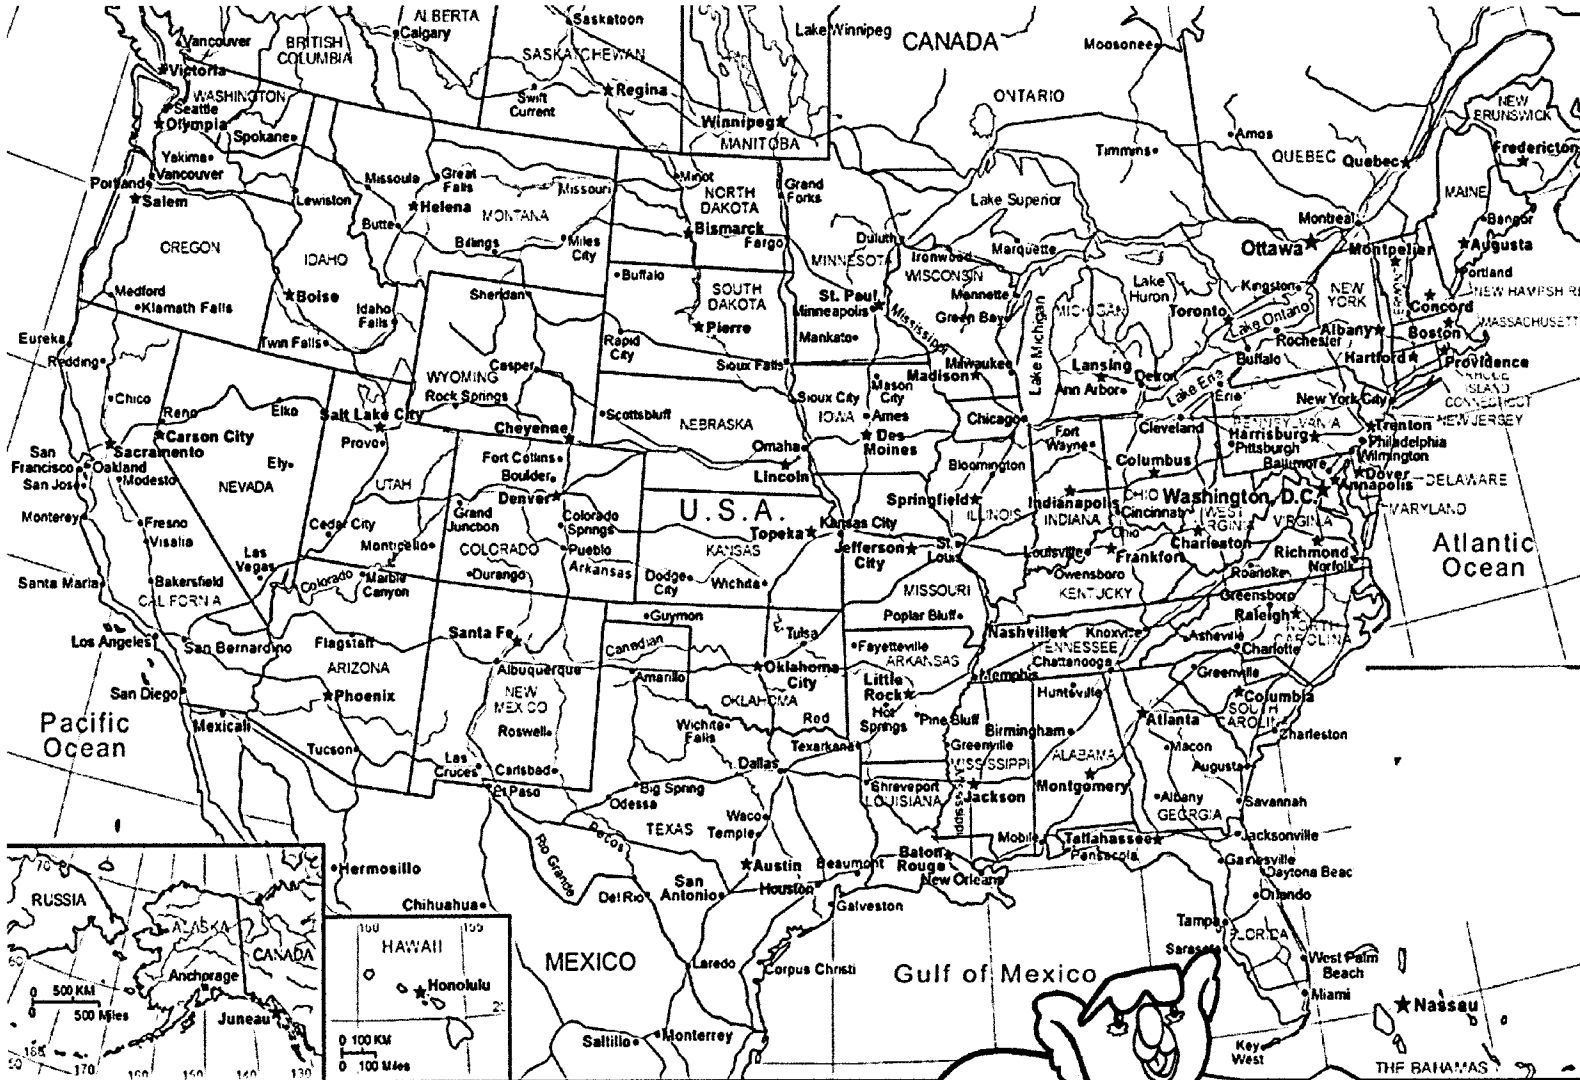 ALBERTA
Calgary
Saskatoon
Lake Winnipeg
CANADA
Moosonee
Vancouver
BRITISH
COLUMBIA
SASKATCHEWAN
Victoria
WASHINGTON
Seattle
Olympia
Swift
Current
Regina
ONTARIO
NEW
BRUNSWICK
Winnipeg
MANITOBA
Spokane
Amos
Timmins
QUEBEC
Quebec
Fredericton
Yakima
Vancouver
Portland
Salem
Lewiston
Missoula
Great
Falls
Helena
Missouri
Minot
NORTH
DAKOTA
Grand
Forks
Lake Superior
MAINE
Bangor
Montreal
MONTANA
Butte
Billings
Miles
City
Bismarck
Fargo
Duluth
MINNESOTA
Ironwood
Marquette
WISCONSIN
Ottawa
Montpelier
Augusta
OREGON
IDAHO
Boise
Buffalo
SOUTH
DAKOTA
Lake
Huron
Kingston
Portland
Medford
Klamath Falls
Idaho
Falls
Sheridan
Pierre
St. Paul
Minneapolis
Mississippi
Green Bay
Lake Michigan
MICHIGAN
Toronto
Lake Ontario
NEW
YORK
Concord
Eureka
Redding
Twin Falls
Rapid
City
Mankato
Rochester
Albany
Boston
Buffalo
Hartford
Providence
RHODE
ISLAND
CONNECTICUT
NEW JERSEY
Casper
WYOMING
Rock Springs
Sioux Falls
Madison
Milwaukee
Lansing
Ann Arbor
Detroit
Lake Erie
Erie
New York City
Chico
Reno
Elko
Salt Lake City
Provo
Scottsbluff
NEBRASKA
Sioux City
Mason
City
IOWA
Ames
Des
Moines
Chicago
Fort
Wayne
Cleveland
PENNSYLVANIA
Harrisburg
Pittsburgh
Trenton
Philadelphia
Wilmington
Baltimore
Dover
Annapolis
DELAWARE
MARYLAND
Carson City
Sacramento
San
Francisco
Oakland
San Jose
Modesto
Ely
NEVADA
UTAH
Cheyenne
Fort Collins
Boulder
Denver
Omaha
Lincoln
Bloomington
Columbus
Springfield
ILLINOIS
Indianapolis
INDIANA
OHIO
Cincinnati
Washington, D.C.
WEST
VIRGINIA
VIRGINIA
Monterey
Fresno
Visalia
Cedar City
Grand
Junction
Colorado
Springs
U.S.A.
Topeka
Kansas City
Jefferson
City
St.
Louis
Louisville
Ohio
Frankfort
Charleston
Richmond
Norfolk
Atlantic
Ocean
Las
Vegas
Monticello
COLORADO
Pueblo
KANSAS
Arkansas
Santa Maria
Bakersfield
CALIFORNIA
Colorado
Marble
Canyon
Durango
Dodge
City
Wichita
MISSOURI
Owensboro
KENTUCKY
Roanoke
Greensboro
Raleigh
NORTH
CAROLINA
Guymon
Poplar Bluff
Los Angeles
San Bernardino
Flagstaff
Santa Fe
Canadian
Tulsa
Fayetteville
ARKANSAS
Nashville
Knoxville
TENNESSEE
Chattanooga
Asheville
Charlotte
ARIZONA
Albuquerque
Amarillo
Oklahoma
City
Memphis
Greenville
San Diego
Mexicali
Phoenix
NEW
MEXICO
OKLAHOMA
Little
Rock
Hot
Springs
Pine Bluff
Huntsville
Columbia
SOUTH
CAROLINA
Pacific
Ocean
Roswell
Wichita
Falls
Red
Birmingham
Atlanta
Charleston
Tucson
Las
Cruces
Carlsbad
Texarkana
Greenville
MISSISSIPPI
ALABAMA
Macon
Augusta
Dallas
El Paso
Big Spring
Odessa
Shreveport
LOUISIANA
Mississippi
Jackson
Montgomery
Albany
GEORGIA
Savannah
Waco
Temple
TEXAS
Pecos
Rio Grande
Mobile
Tallahassee
Pensacola
Jacksonville
Hermosillo
Austin
Beaumont
Baton
Rouge
New Orleans
Gainesville
Daytona Beac
Houston
San
Antonio
Del Rio
Galveston
Orlando
Chihuahua
Tampa
FLORIDA
Sarasota
West Palm
Beach
MEXICO
Laredo
Corpus Christi
Gulf of Mexico
Miami
Nassau
Saltillo
Monterrey
Key
West
THE BAHAMAS
70
RUSSIA
ALASKA
CANADA
60
Anchorage
0 500 KM
0 500 Miles
Juneau
170
160
150
140
130
160
155
HAWAII
Honolulu
0 100 KM
0 100 Miles